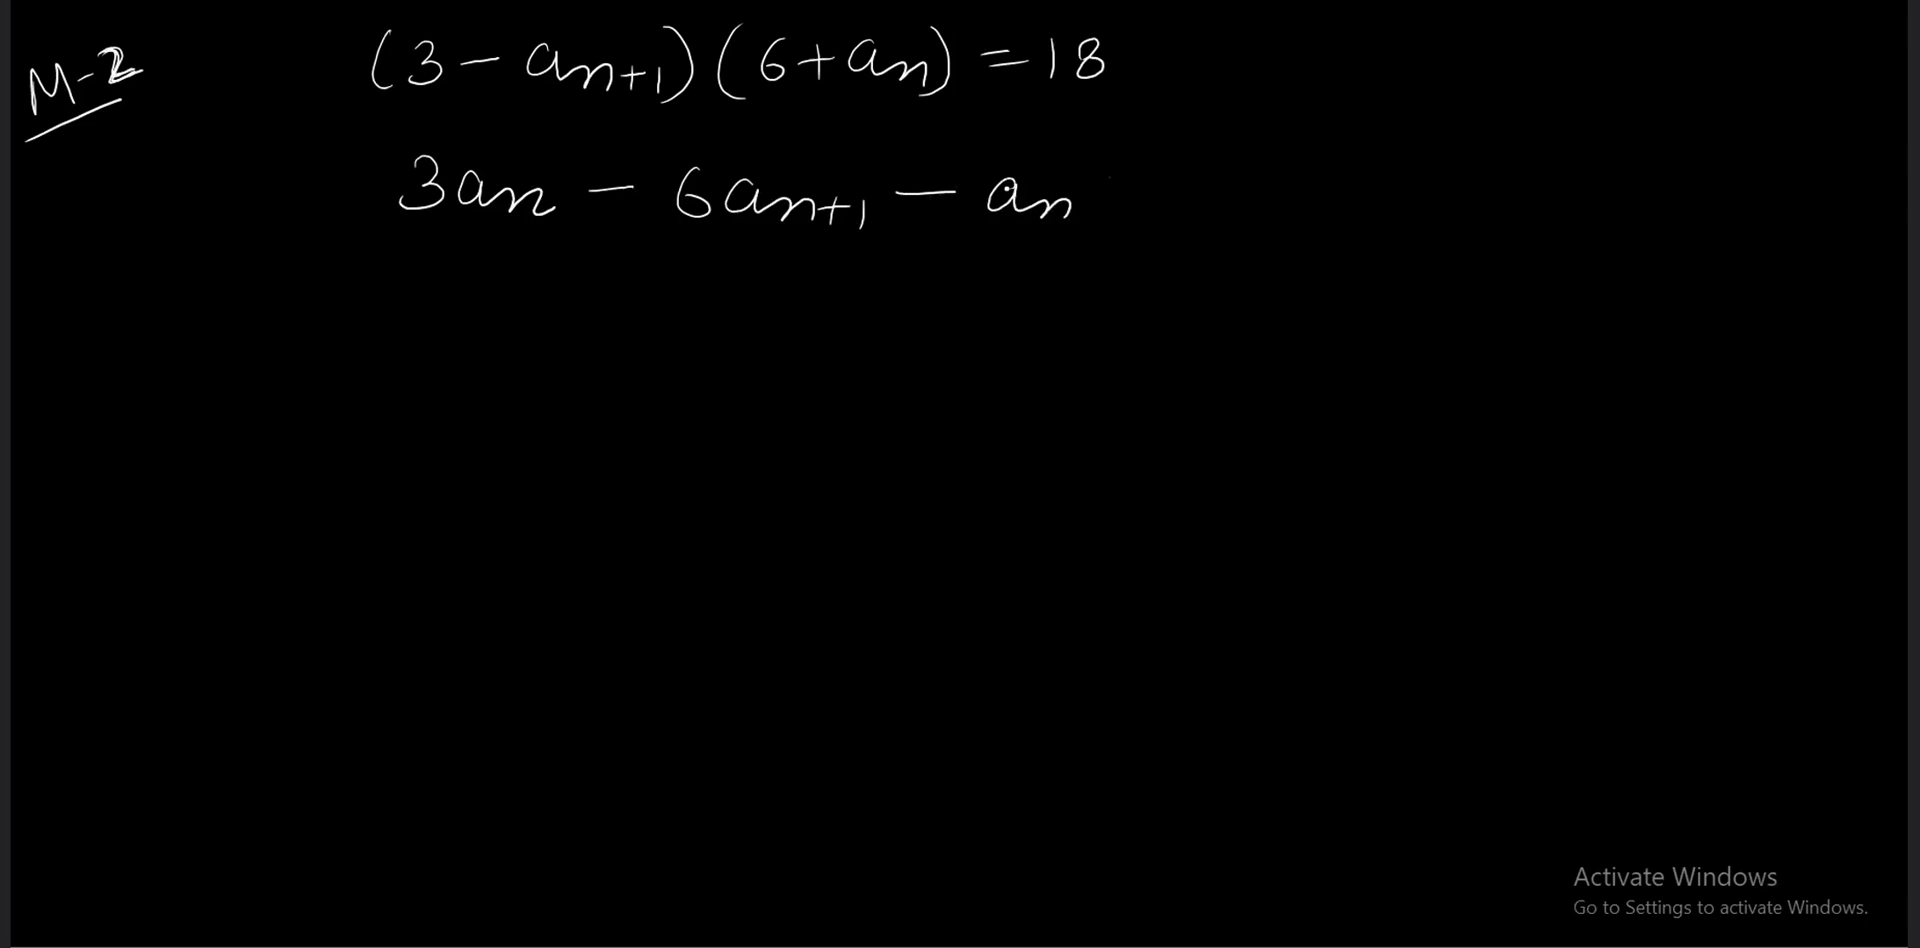 M-2
(3 - an+1) (6 + an) = 18
3an - 6an+1 - an
Activate Windows
Go to Settings to activate Windows.